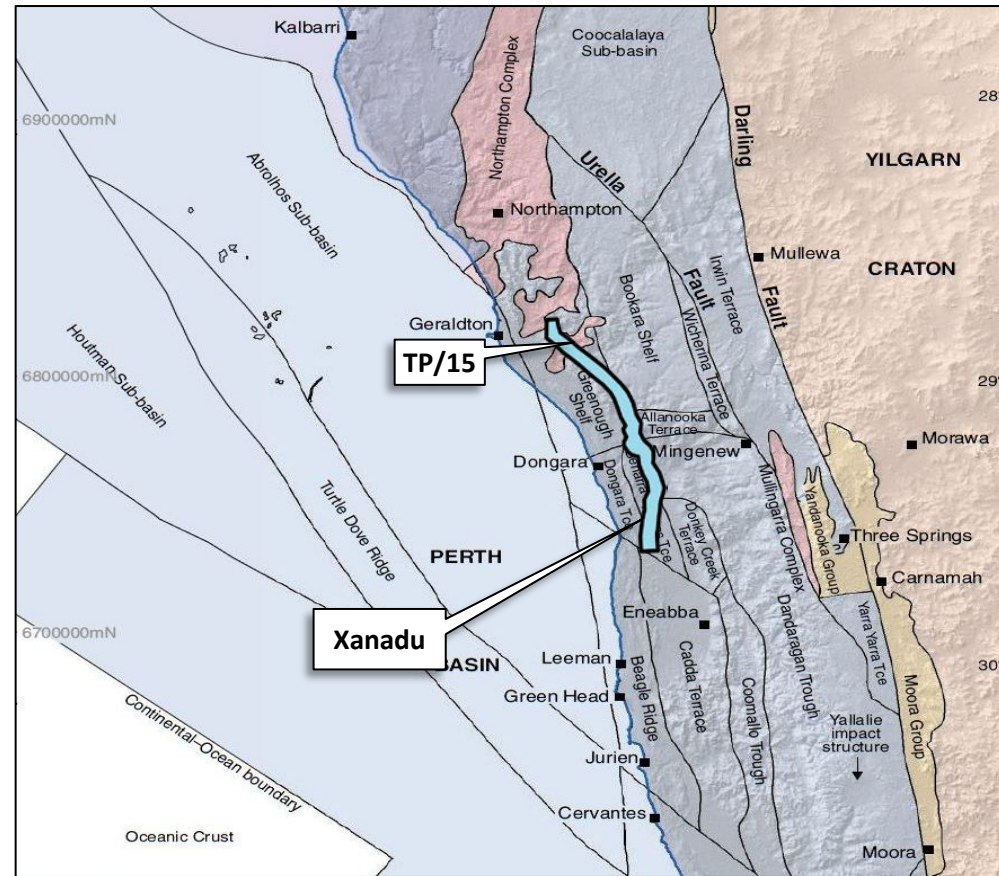 Kalbarri
Coocalalaya
Sub-basin
Northampton Complex
28°
6900000mN
Darling
YILGARN
Abrolhos Sub-basin
Urella
Northampton
Mullewa
CRATON
Fault
Irwin Terrace
Fault
Bookara Shelf
Wicherina Terrace
Geraldton
Houtman Sub-basin
TP/15
6800000mN
29°
Greenough
Shelf
Allanooka
Terrace
Morawa
Mingenew
Dongara
Dongara Tce
Tce
Turtle Dove Ridge
Mullingarra Complex
Yandanooka
Group
Donkey Creek
Terrace
Three Springs
PERTH
Carnamah
Eneabba
Xanadu
6700000mN
Dandaragan Trough
Yarra Yarra Tce
BASIN
Leeman
30°
Beagle Ridge
Cadda Terrace
Coomallo Trough
Green Head
Moora Group
Continental–Ocean boundary
Yallalie
impact
structure
Jurien
Cervantes
Oceanic Crust
Moora